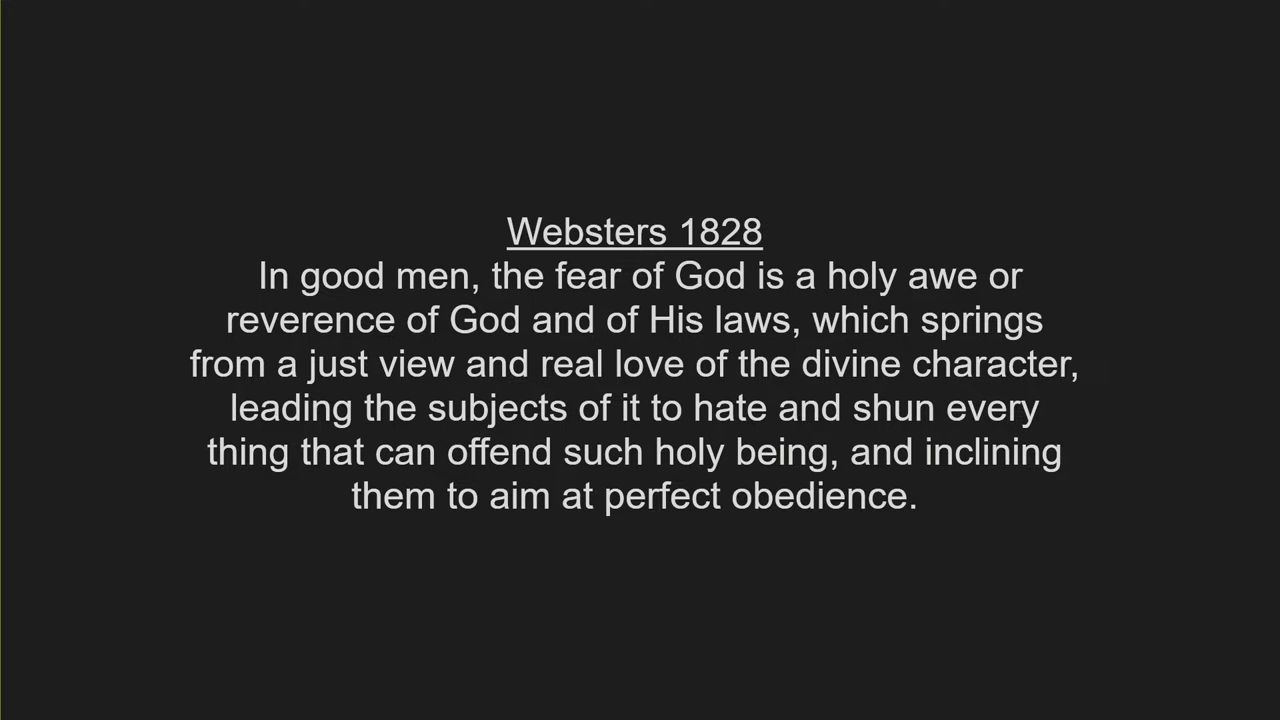 Websters 1828
In good men, the fear of God is a holy awe or
reverence of God and of His laws, which springs
from a just view and real love of the divine character,
leading the subjects of it to hate and shun every
thing that can offend such holy being, and inclining
them to aim at perfect obedience.